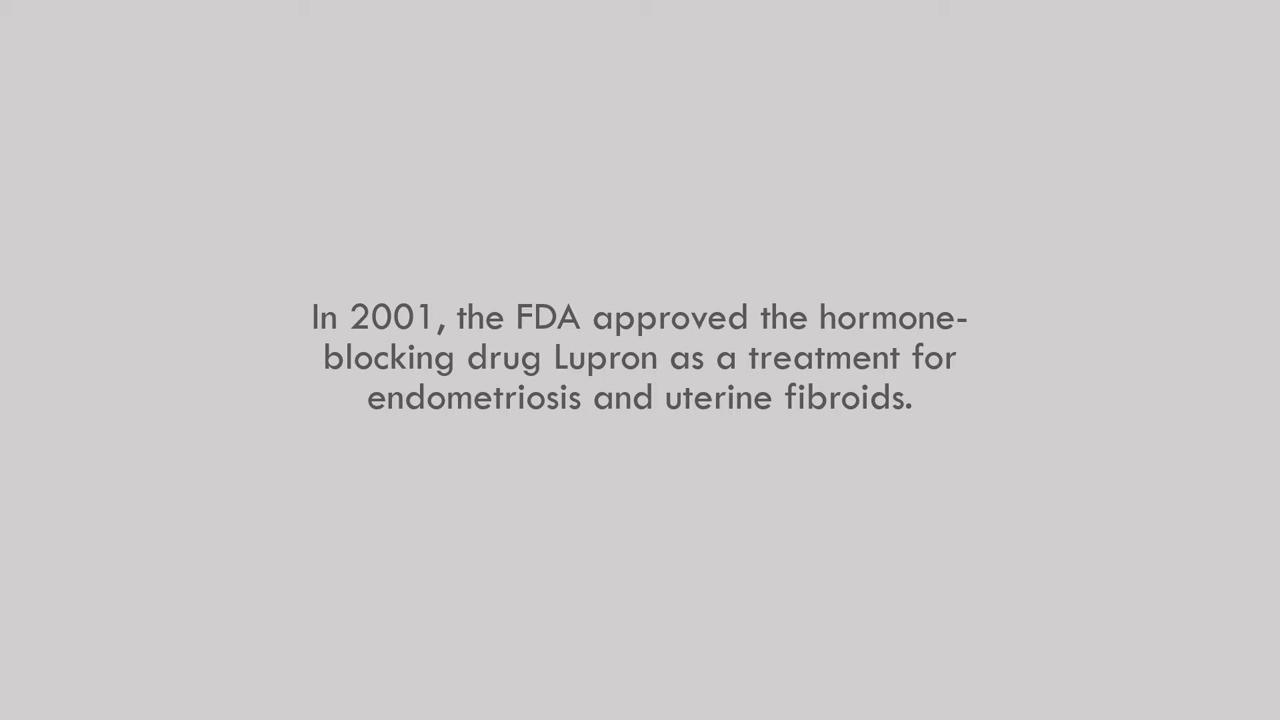 In 2001, the FDA approved the hormone-
blocking drug Lupron as a treatment for
endometriosis and uterine fibroids.